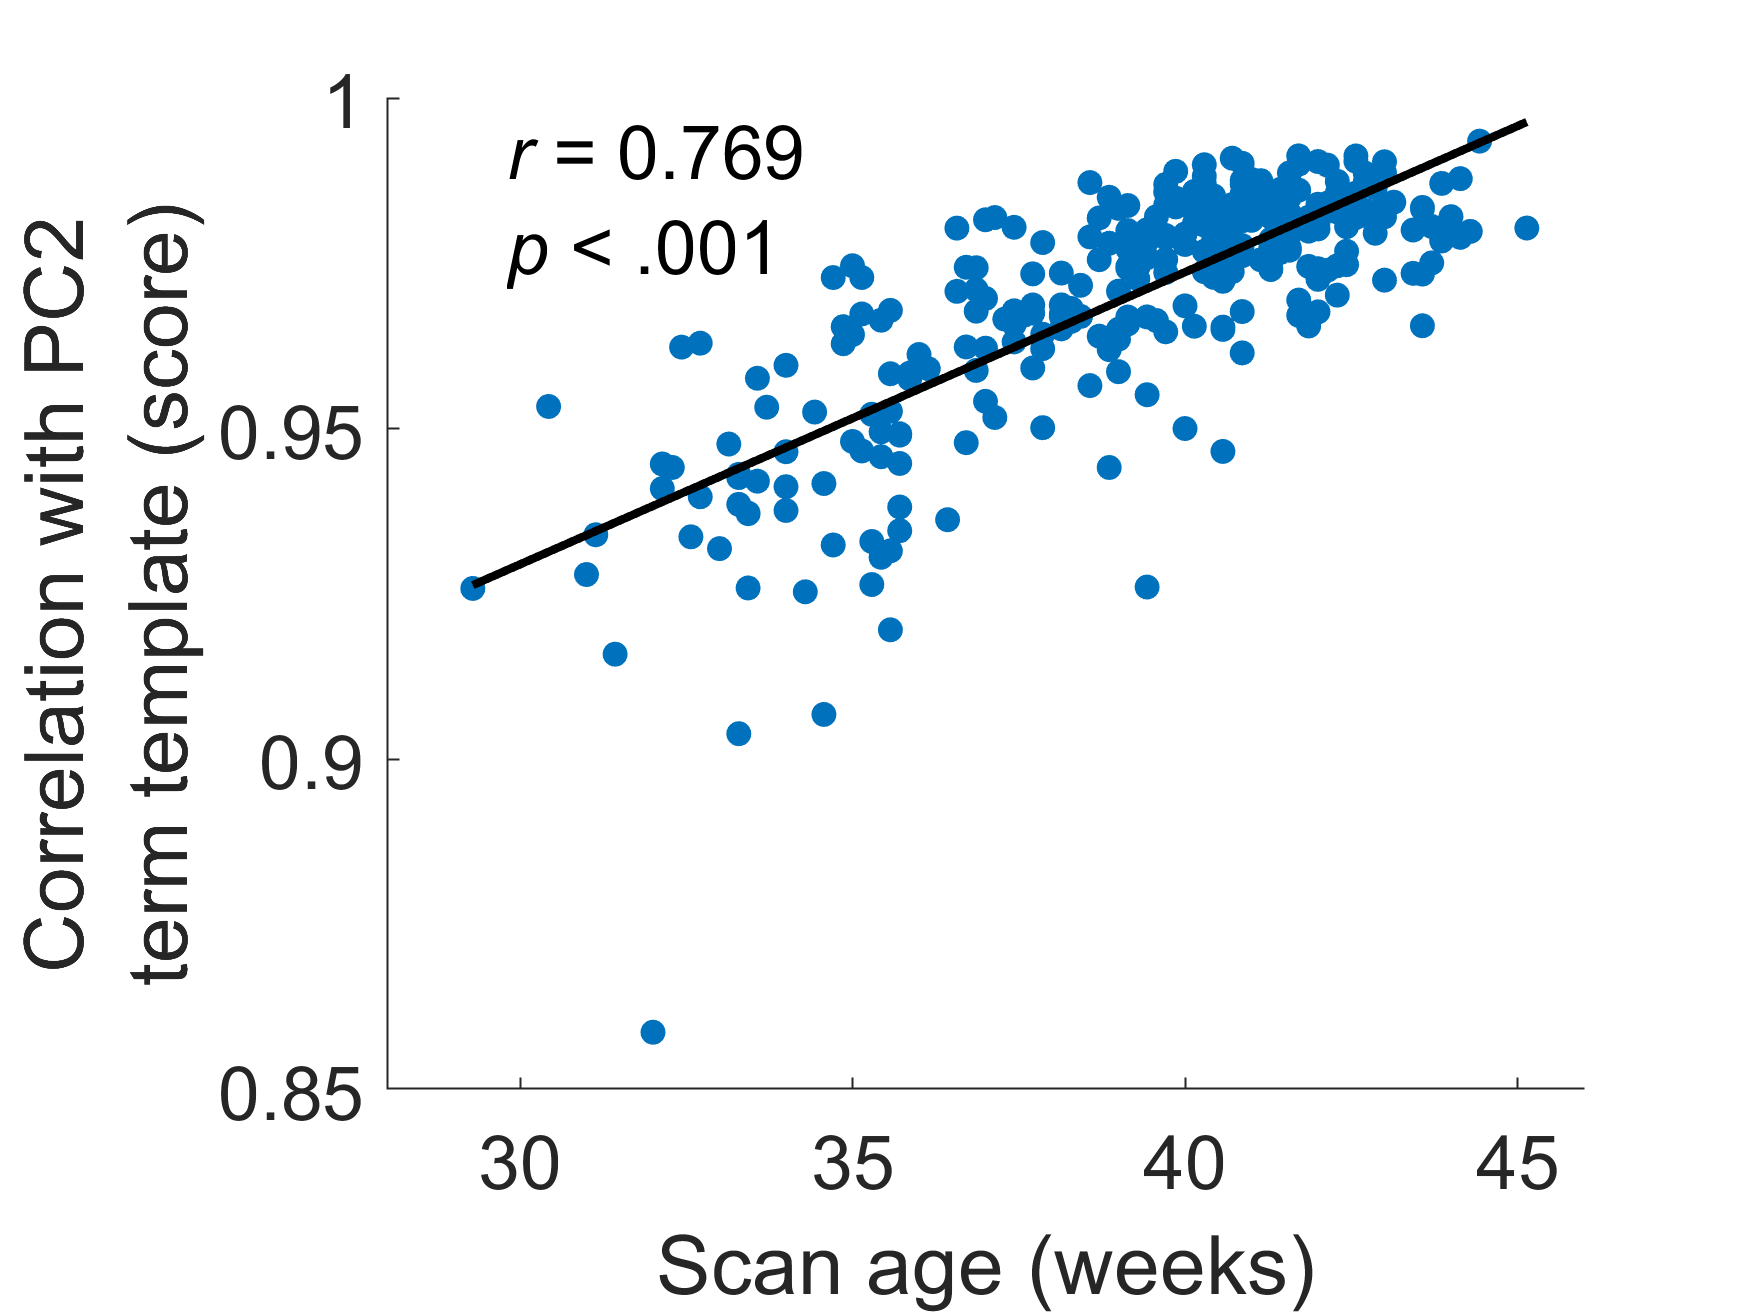 Correlation with PC2
term template (score)
1
0.95
0.9
0.85
r = 0.769
p < .001
30
35
40
45
Scan age (weeks)